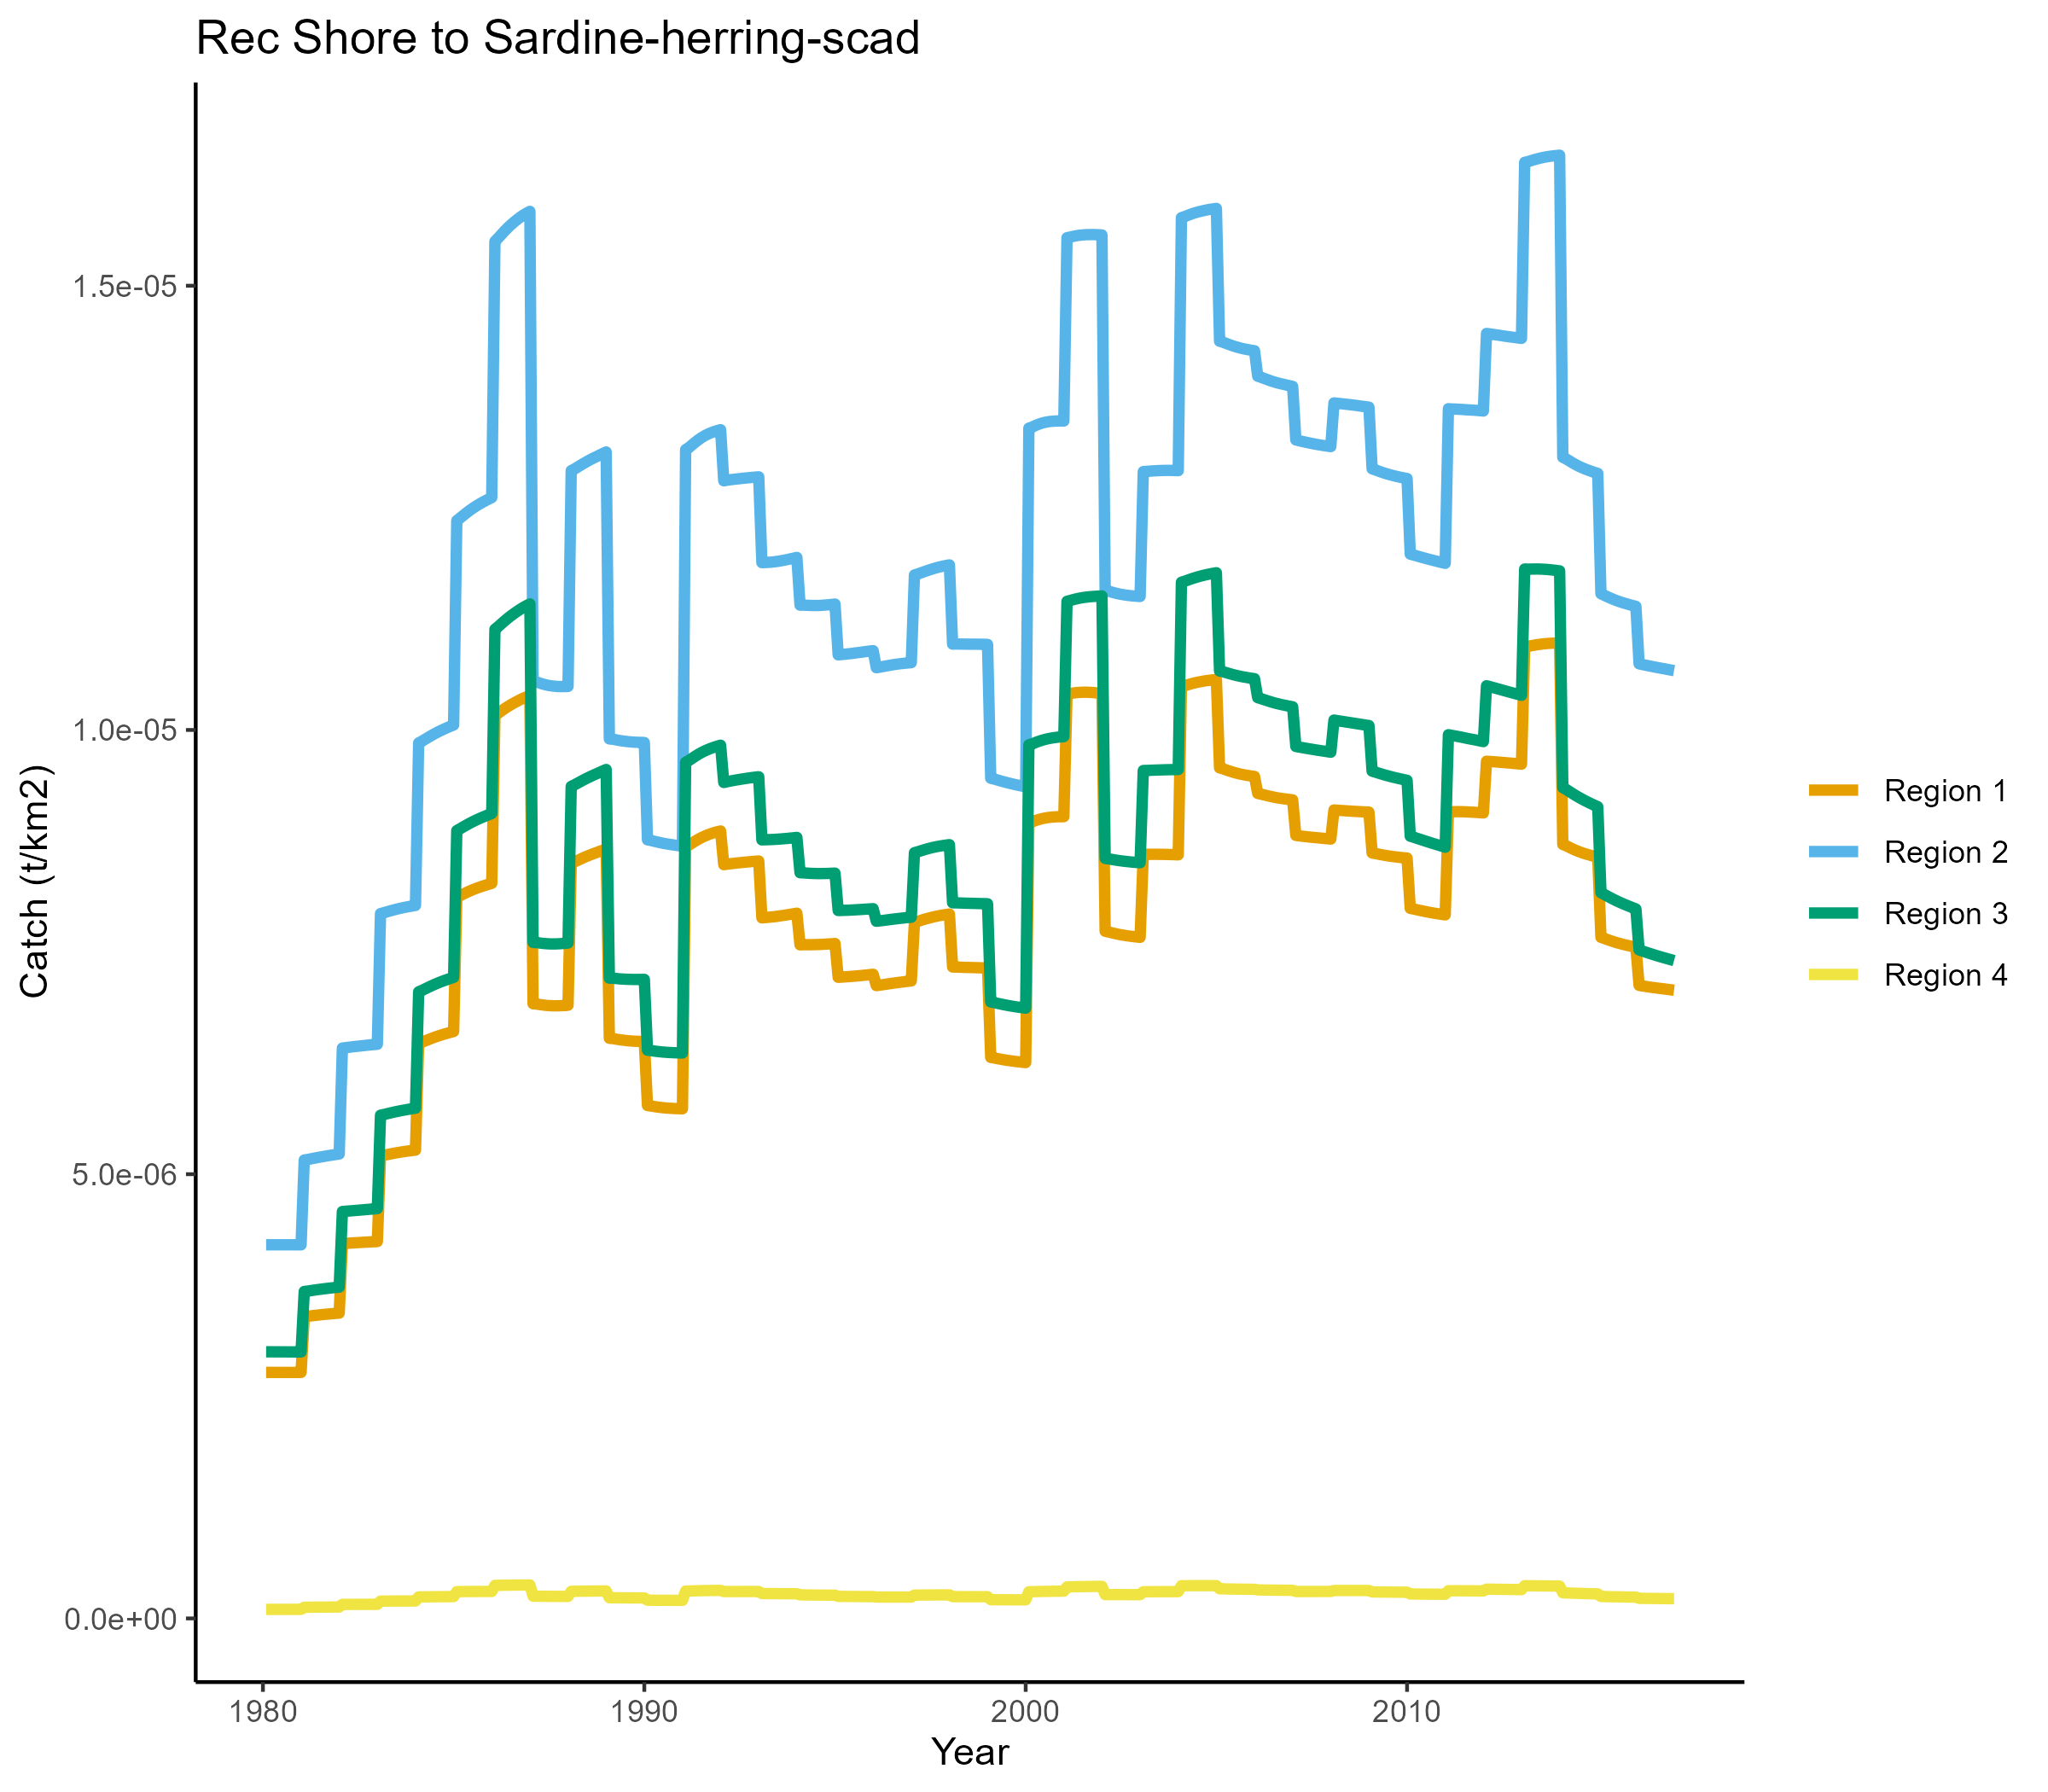 Rec Shore to Sardine-herring-scad
1.5e-05
1.0e-05
5.0e-06
0.0e+00
Catch (t/km2)
1980
1990
2000
2010
Year
Region 1
Region 2
Region 3
Region 4